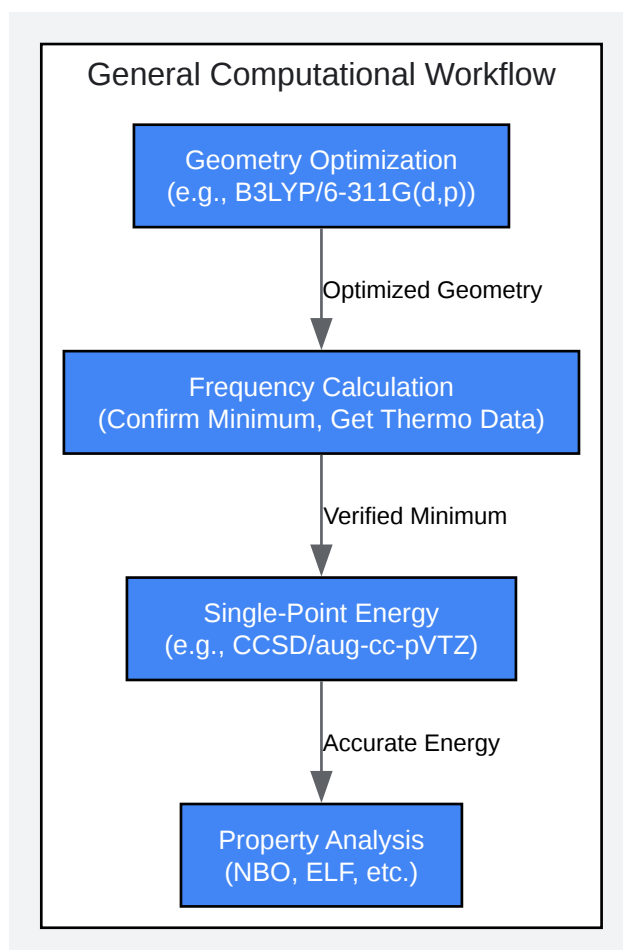 General Computational Workflow
Geometry Optimization
(e.g., B3LYP/6-311G(d,p))
Optimized Geometry
Frequency Calculation
(Confirm Minimum, Get Thermo Data)
Verified Minimum
Single-Point Energy
(e.g., CCSD/aug-cc-pVTZ)
Accurate Energy
Property Analysis
(NBO, ELF, etc.)